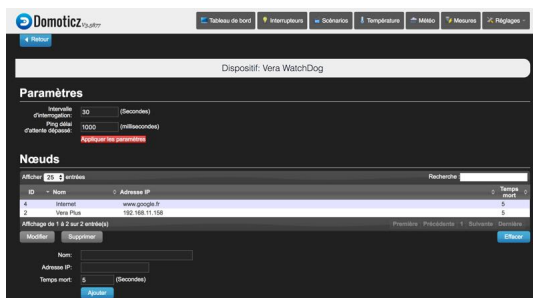 Domoticz V3.5877
Tableau de bord Interrupteurs Scénarios Température Météo Mesures Réglages
Retour
Dispositif: Vera WatchDog
Paramètres
Intervalle d'interrogation: 30 (Secondes)
Ping délai d'attente dépassé: 1000 (millisecondes)
Appliquer les paramètres
Nœuds
Afficher 25 entrées Recherche
ID Nom Adresse IP Temps mort
4 Internet www.google.fr 5
2 Vera Plus 192.168.11.158 5
Affichage de 1 à 2 sur 2 entrée(s) Première Précédente 1 Suivante Dernière
Modifier Supprimer Effacer
Nom:
Adresse IP:
Temps mort: 5 (Secondes)
Ajouter